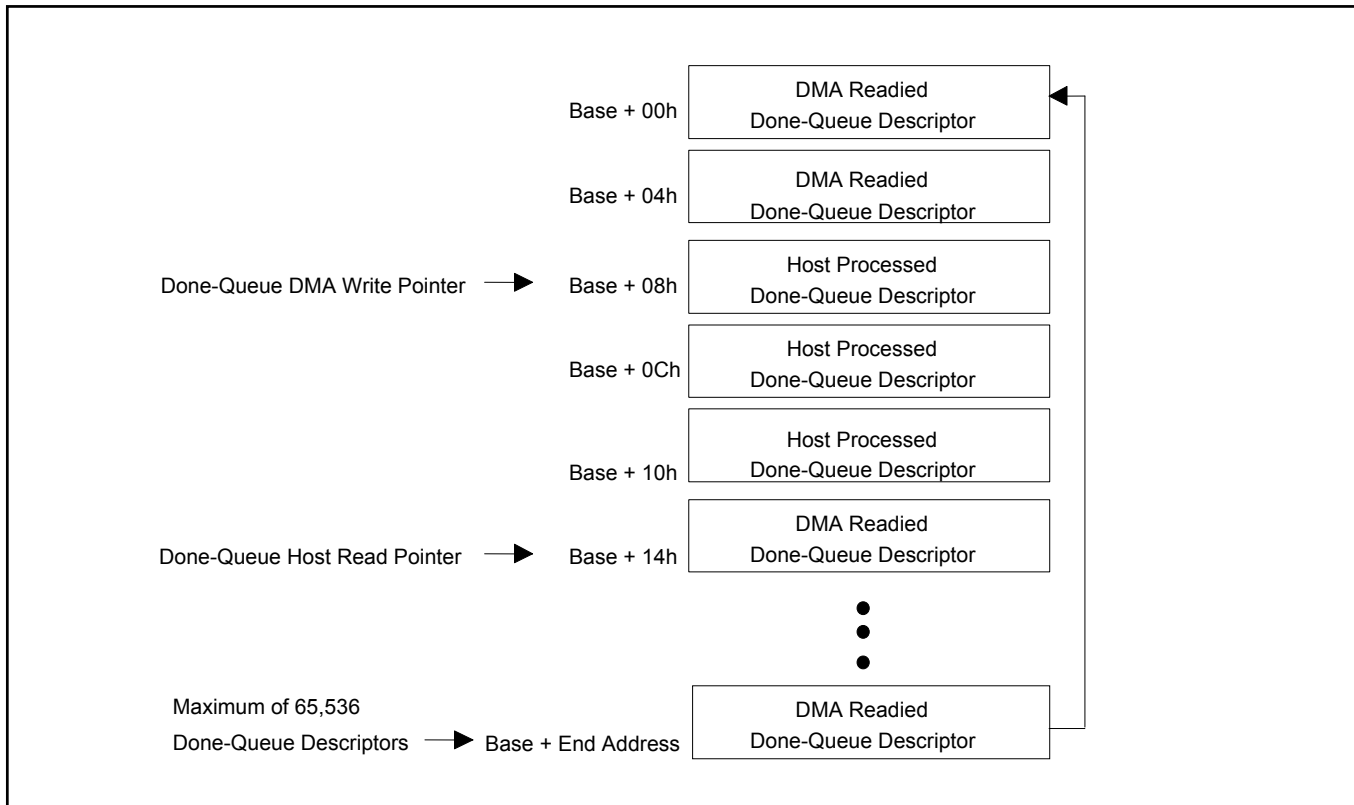 Base + 00h
DMA Readied
Done-Queue Descriptor
Base + 04h
DMA Readied
Done-Queue Descriptor
Done-Queue DMA Write Pointer
Base + 08h
Host Processed
Done-Queue Descriptor
Base + 0Ch
Host Processed
Done-Queue Descriptor
Base + 10h
Host Processed
Done-Queue Descriptor
Done-Queue Host Read Pointer
Base + 14h
DMA Readied
Done-Queue Descriptor
Maximum of 65,536
Done-Queue Descriptors
Base + End Address
DMA Readied
Done-Queue Descriptor